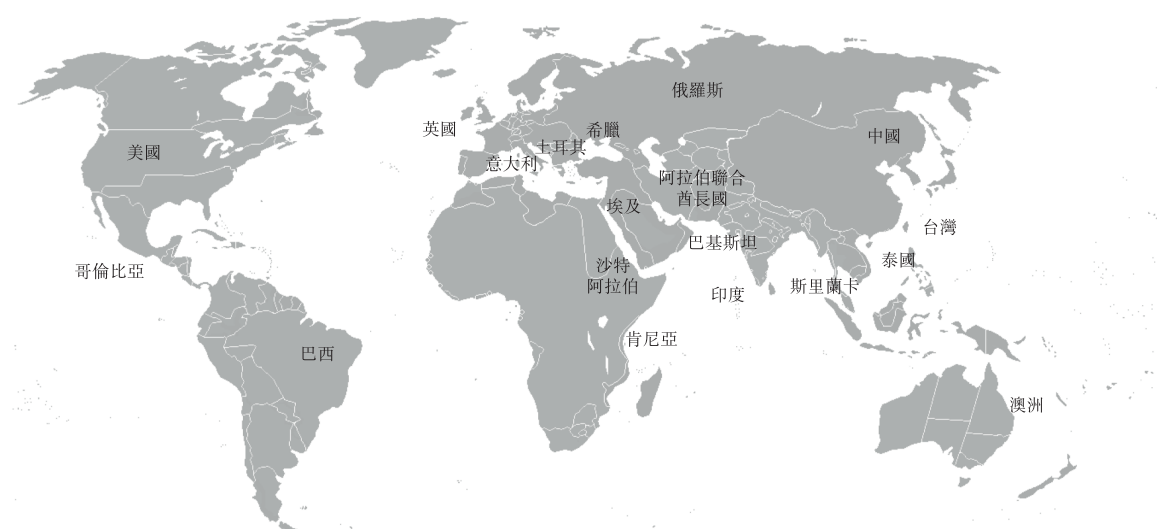 俄羅斯
英國
希臘
中國
土耳其
美國
意大利
阿拉伯聯合
酋長國
埃及
台灣
巴基斯坦
泰國
沙特
阿拉伯
哥倫比亞
斯里蘭卡
印度
肯尼亞
巴西
澳洲